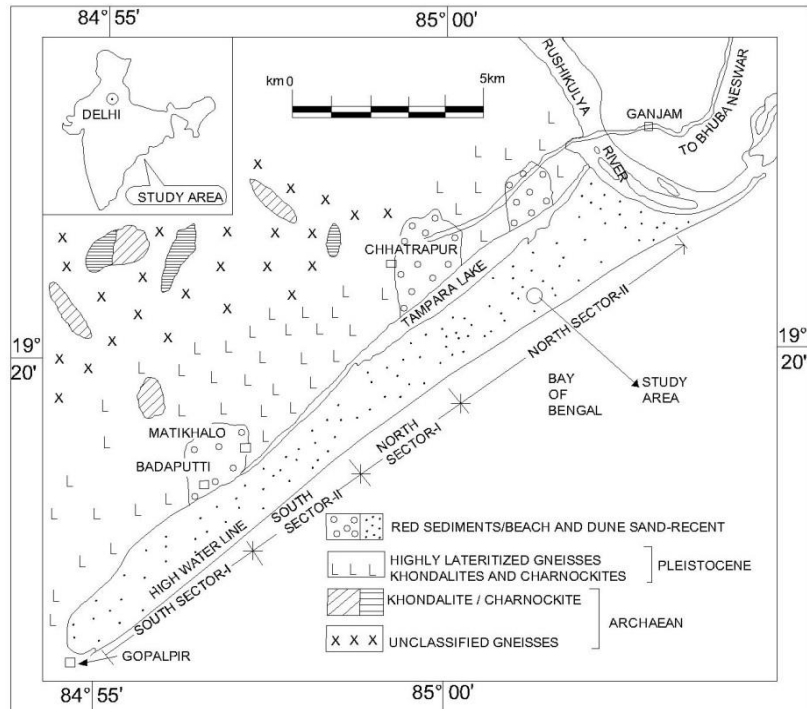 84° 55'
85° 00'
km 0
5km
DELHI
STUDY AREA
RUSHIKULYA
RIVER
GANJAM
TO BHUBANESWAR
CHHATRAPUR
TAMPARA LAKE
19°
20'
19°
20'
NORTH SECTOR-II
BAY
OF
BENGAL
STUDY
AREA
MATIKHALO
BADAPUTTI
NORTH
SECTOR-I
SOUTH
SECTOR-II
HIGH WATER LINE
SOUTH SECTOR-I
GOPALPIR
RED SEDIMENTS/BEACH AND DUNE SAND-RECENT
HIGHLY LATERITIZED GNEISSES
KHONDALITES AND CHARNOCKITES
PLEISTOCENE
KHONDALITE / CHARNOCKITE
ARCHAEAN
X X X
UNCLASSIFIED GNEISSES
84° 55'
85° 00'